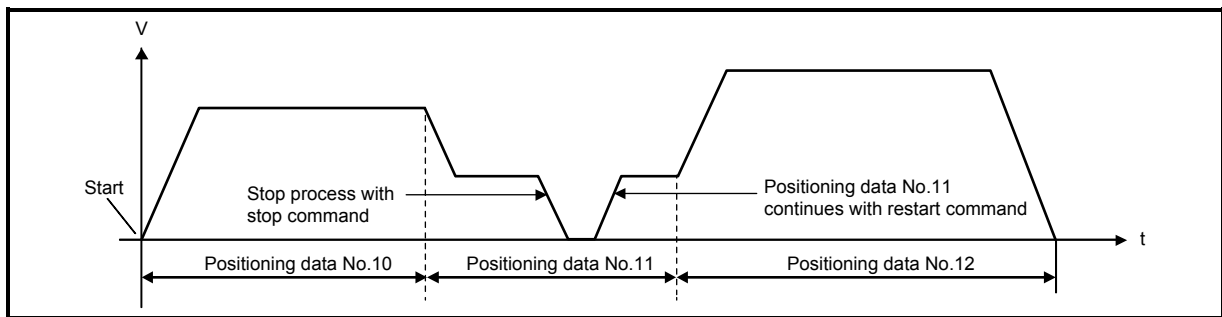 V
Start
Stop process with
stop command
Positioning data No.11
continues with restart command
t
Positioning data No.10
Positioning data No.11
Positioning data No.12